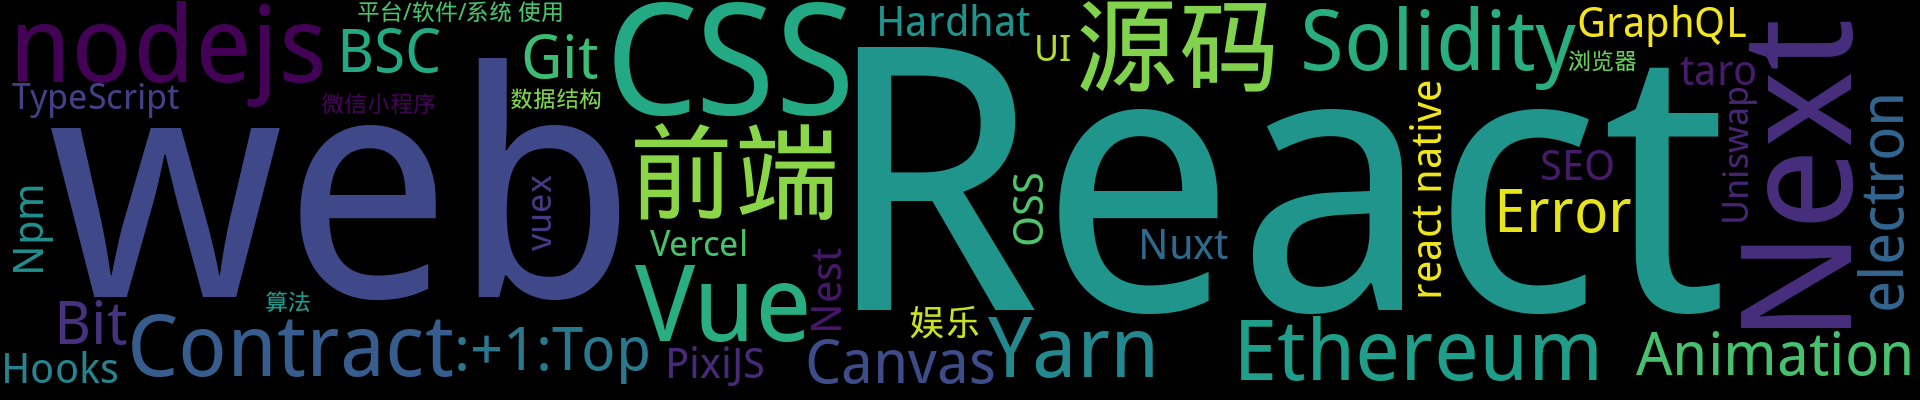 nodejs
平台/软件/系统 使用
BSC
Git
CSS
Hardhat
UI
源码
Solidity
GraphQL
浏览器
taro
Next
TypeScript
微信小程序
数据结构
web
前端
React
react native
SEO
Uniswap
electron
Npm
vuex
OSS
Error
Vercel
Nuxt
Nest
Vue
Bit
算法
Contract
:+1:Top
娱乐
Yarn
Ethereum
Animation
Hooks
PixiJS
Canvas